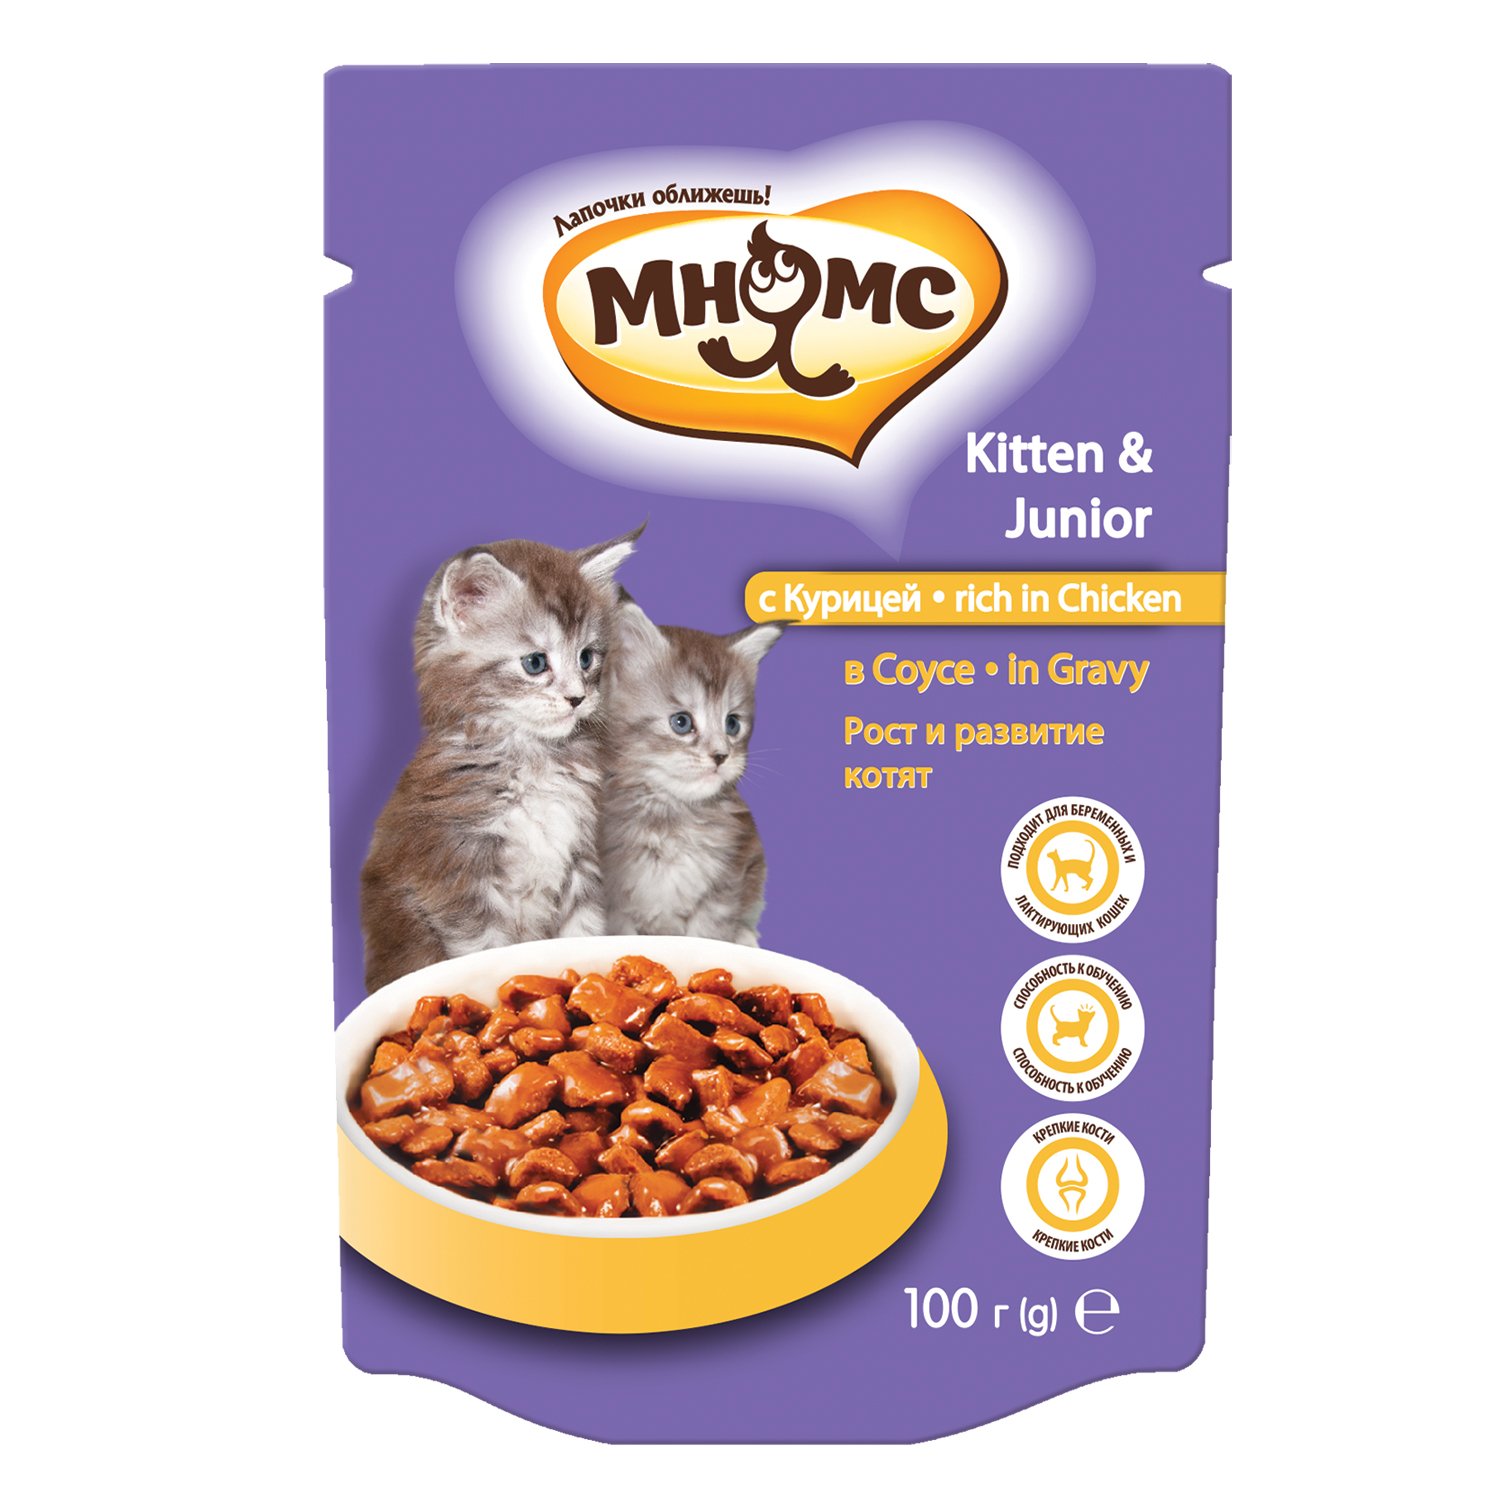 Лапочки оближешь!
МНЯМС
Kitten &
Junior
с Курицей • rich in Chicken
в Соусе • in Gravy
Рост и развитие
котят
ПОДХОДИТ ДЛЯ БЕРЕМЕННЫХ И
ЛАКТИРУЮЩИХ КОШЕК
СПОСОБНОСТЬ К ОБУЧЕНИЮ
СПОСОБНОСТЬ К ОБУЧЕНИЮ
КРЕПКИЕ КОСТИ
КРЕПКИЕ КОСТИ
100 г (g) ℮